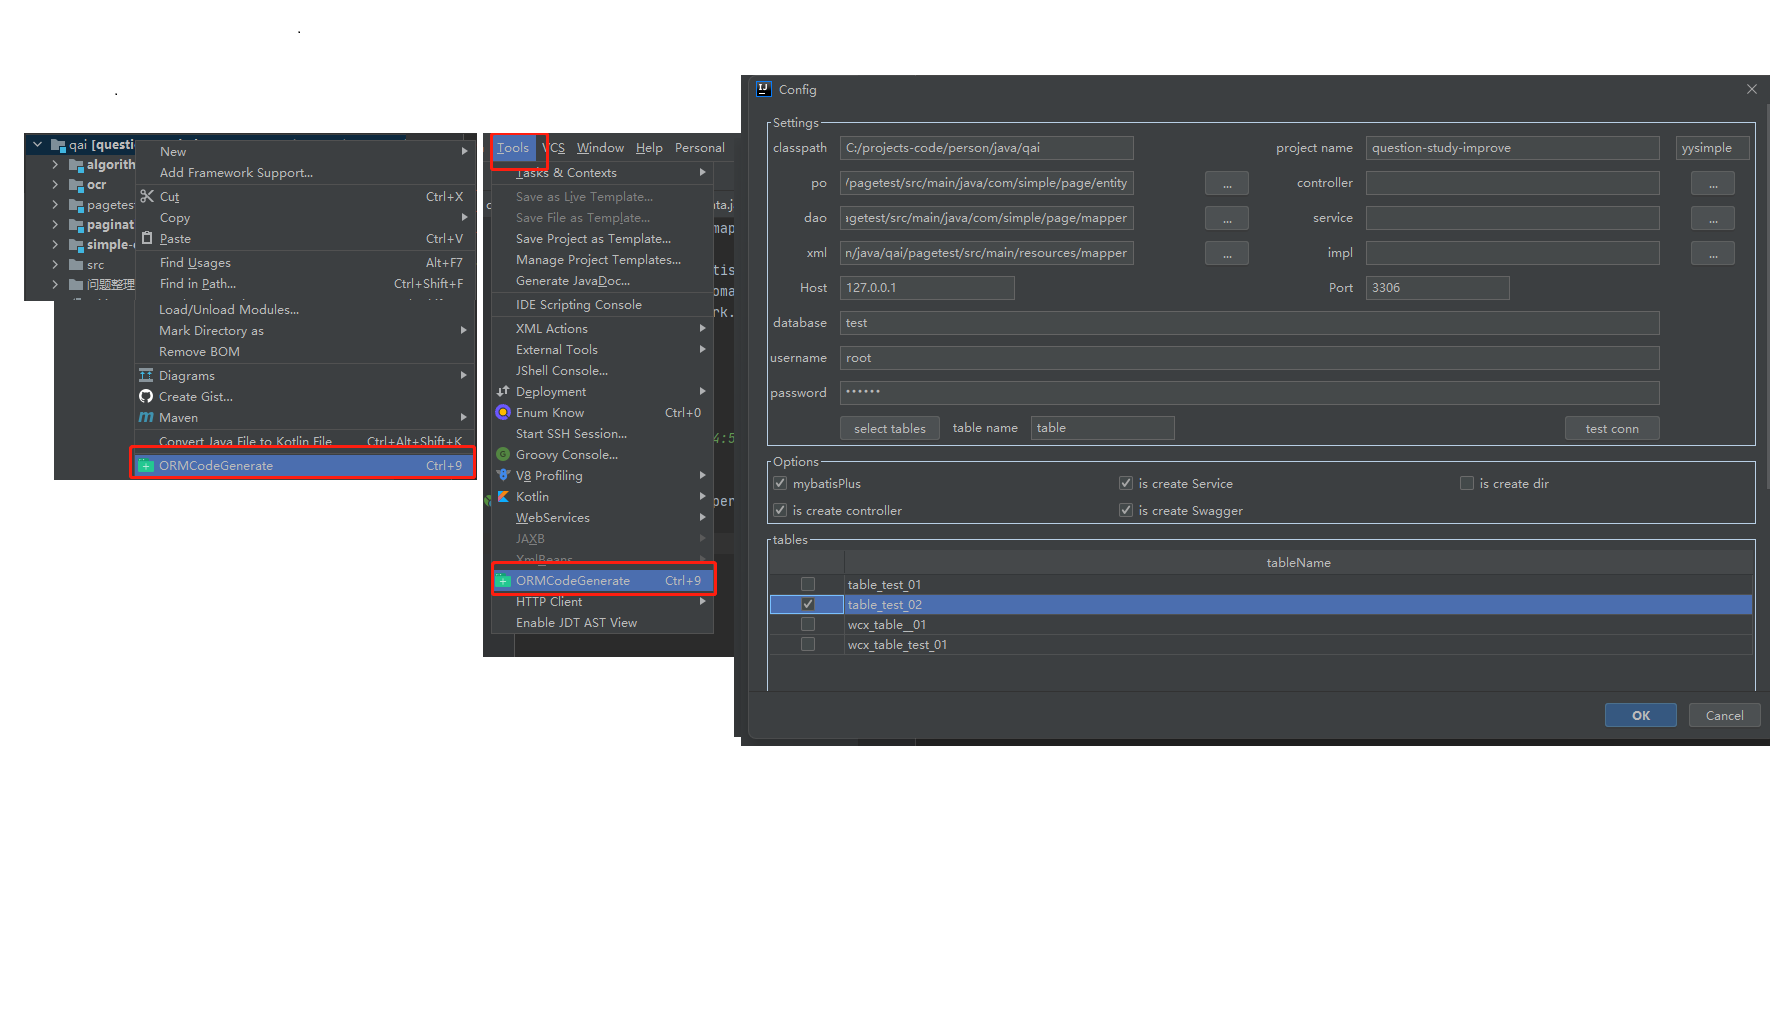 qai [questi
algorith
ocr
pagetes
paginat
simple-
src
问题整理
New
Add Framework Support...
Cut Ctrl+X
Copy
Paste Ctrl+V
Find Usages Alt+F7
Find in Path... Ctrl+Shift+F
Load/Unload Modules...
Mark Directory as
Remove BOM
Diagrams
Create Gist...
Maven
Convert Java File to Kotlin File Ctrl+Alt+Shift+K
ORMCodeGenerate Ctrl+9
Tools VCS Window Help Personal
Tasks & Contexts
Save as Live Template...
Save File as Template...
Save Project as Template...
Manage Project Templates...
Generate JavaDoc...
IDE Scripting Console
XML Actions
External Tools
JShell Console...
Deployment
Enum Know Ctrl+0
Start SSH Session...
Groovy Console...
V8 Profiling
Kotlin
WebServices
JAXB
XmlBeans
ORMCodeGenerate Ctrl+9
HTTP Client
Enable JDT AST View
ata.ja
map
tis
oma
rk.
4:5
per
Config
Settings
classpath C:/projects-code/person/java/qai project name question-study-improve yysimple
po /pagetest/src/main/java/com/simple/page/entity ... controller ...
dao agetest/src/main/java/com/simple/page/mapper ... service ...
xml n/java/qai/pagetest/src/main/resources/mapper ... impl ...
Host 127.0.0.1 Port 3306
database test
username root
password ••••••
select tables table name table test conn
Options
mybatisPlus is create Service is create dir
is create controller is create Swagger
tables
tableName
table_test_01
table_test_02
wcx_table__01
wcx_table_test_01
OK Cancel